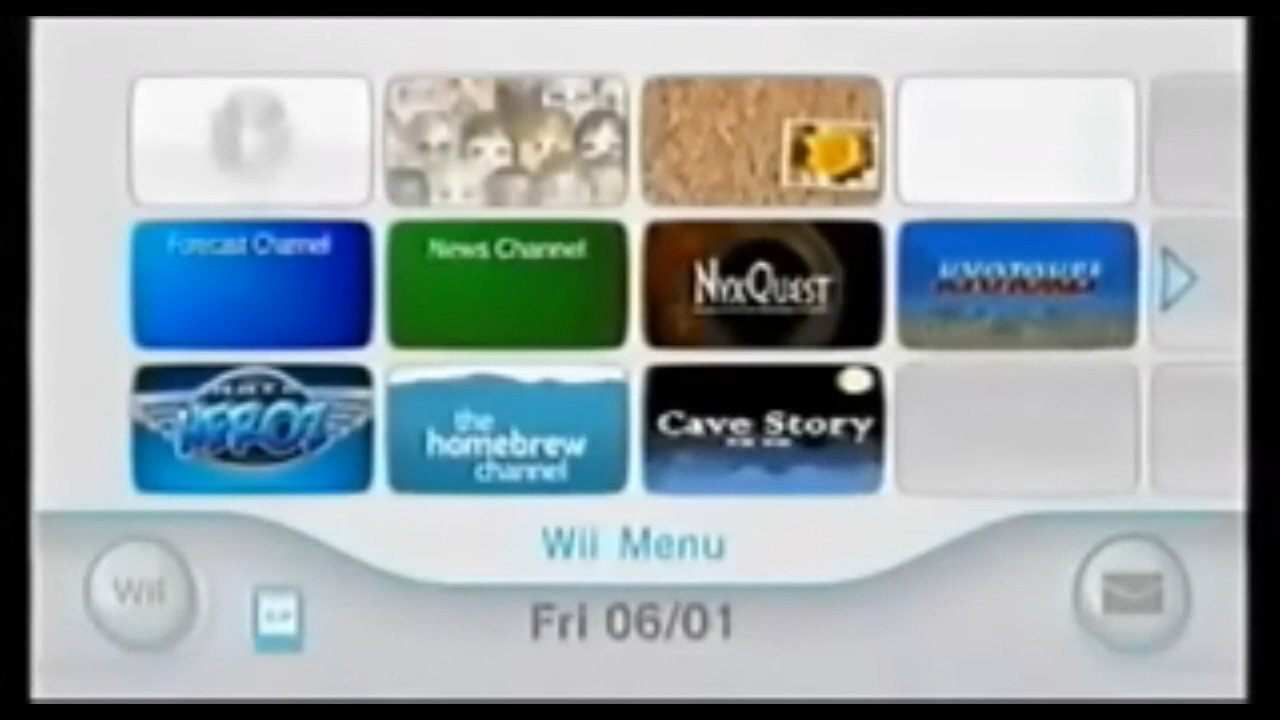 Forecast Channel
News Channel
NyxQuest
the
homebrew
channel
Cave Story
Wii Menu
Wii
Fri 06/01